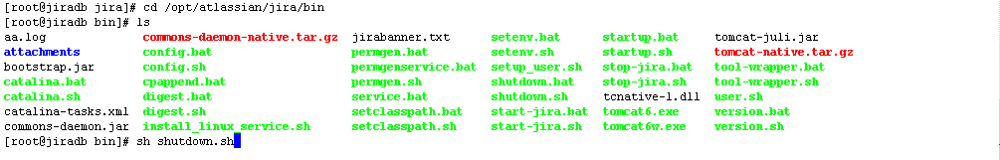 [root@jiradb jira]# cd /opt/atlassian/jira/bin
[root@jiradb bin]# ls
aa.log commons-daemon-native.tar.gz jirabanner.txt setenv.bat startup.bat tomcat-juli.jar
attachments config.bat permgen.bat setenv.sh startup.sh tomcat-native.tar.gz
bootstrap.jar config.sh permgenservice.bat setup_user.sh stop-jira.bat tool-wrapper.bat
catalina.bat cpappend.bat permgen.sh shutdown.bat stop-jira.sh tool-wrapper.sh
catalina.sh digest.bat service.bat shutdown.sh tcnative-1.dll user.sh
catalina-tasks.xml digest.sh setclasspath.bat start-jira.bat tomcat6.exe version.bat
commons-daemon.jar install_linux_service.sh setclasspath.sh start-jira.sh tomcat6w.exe version.sh
[root@jiradb bin]# sh shutdown.sh